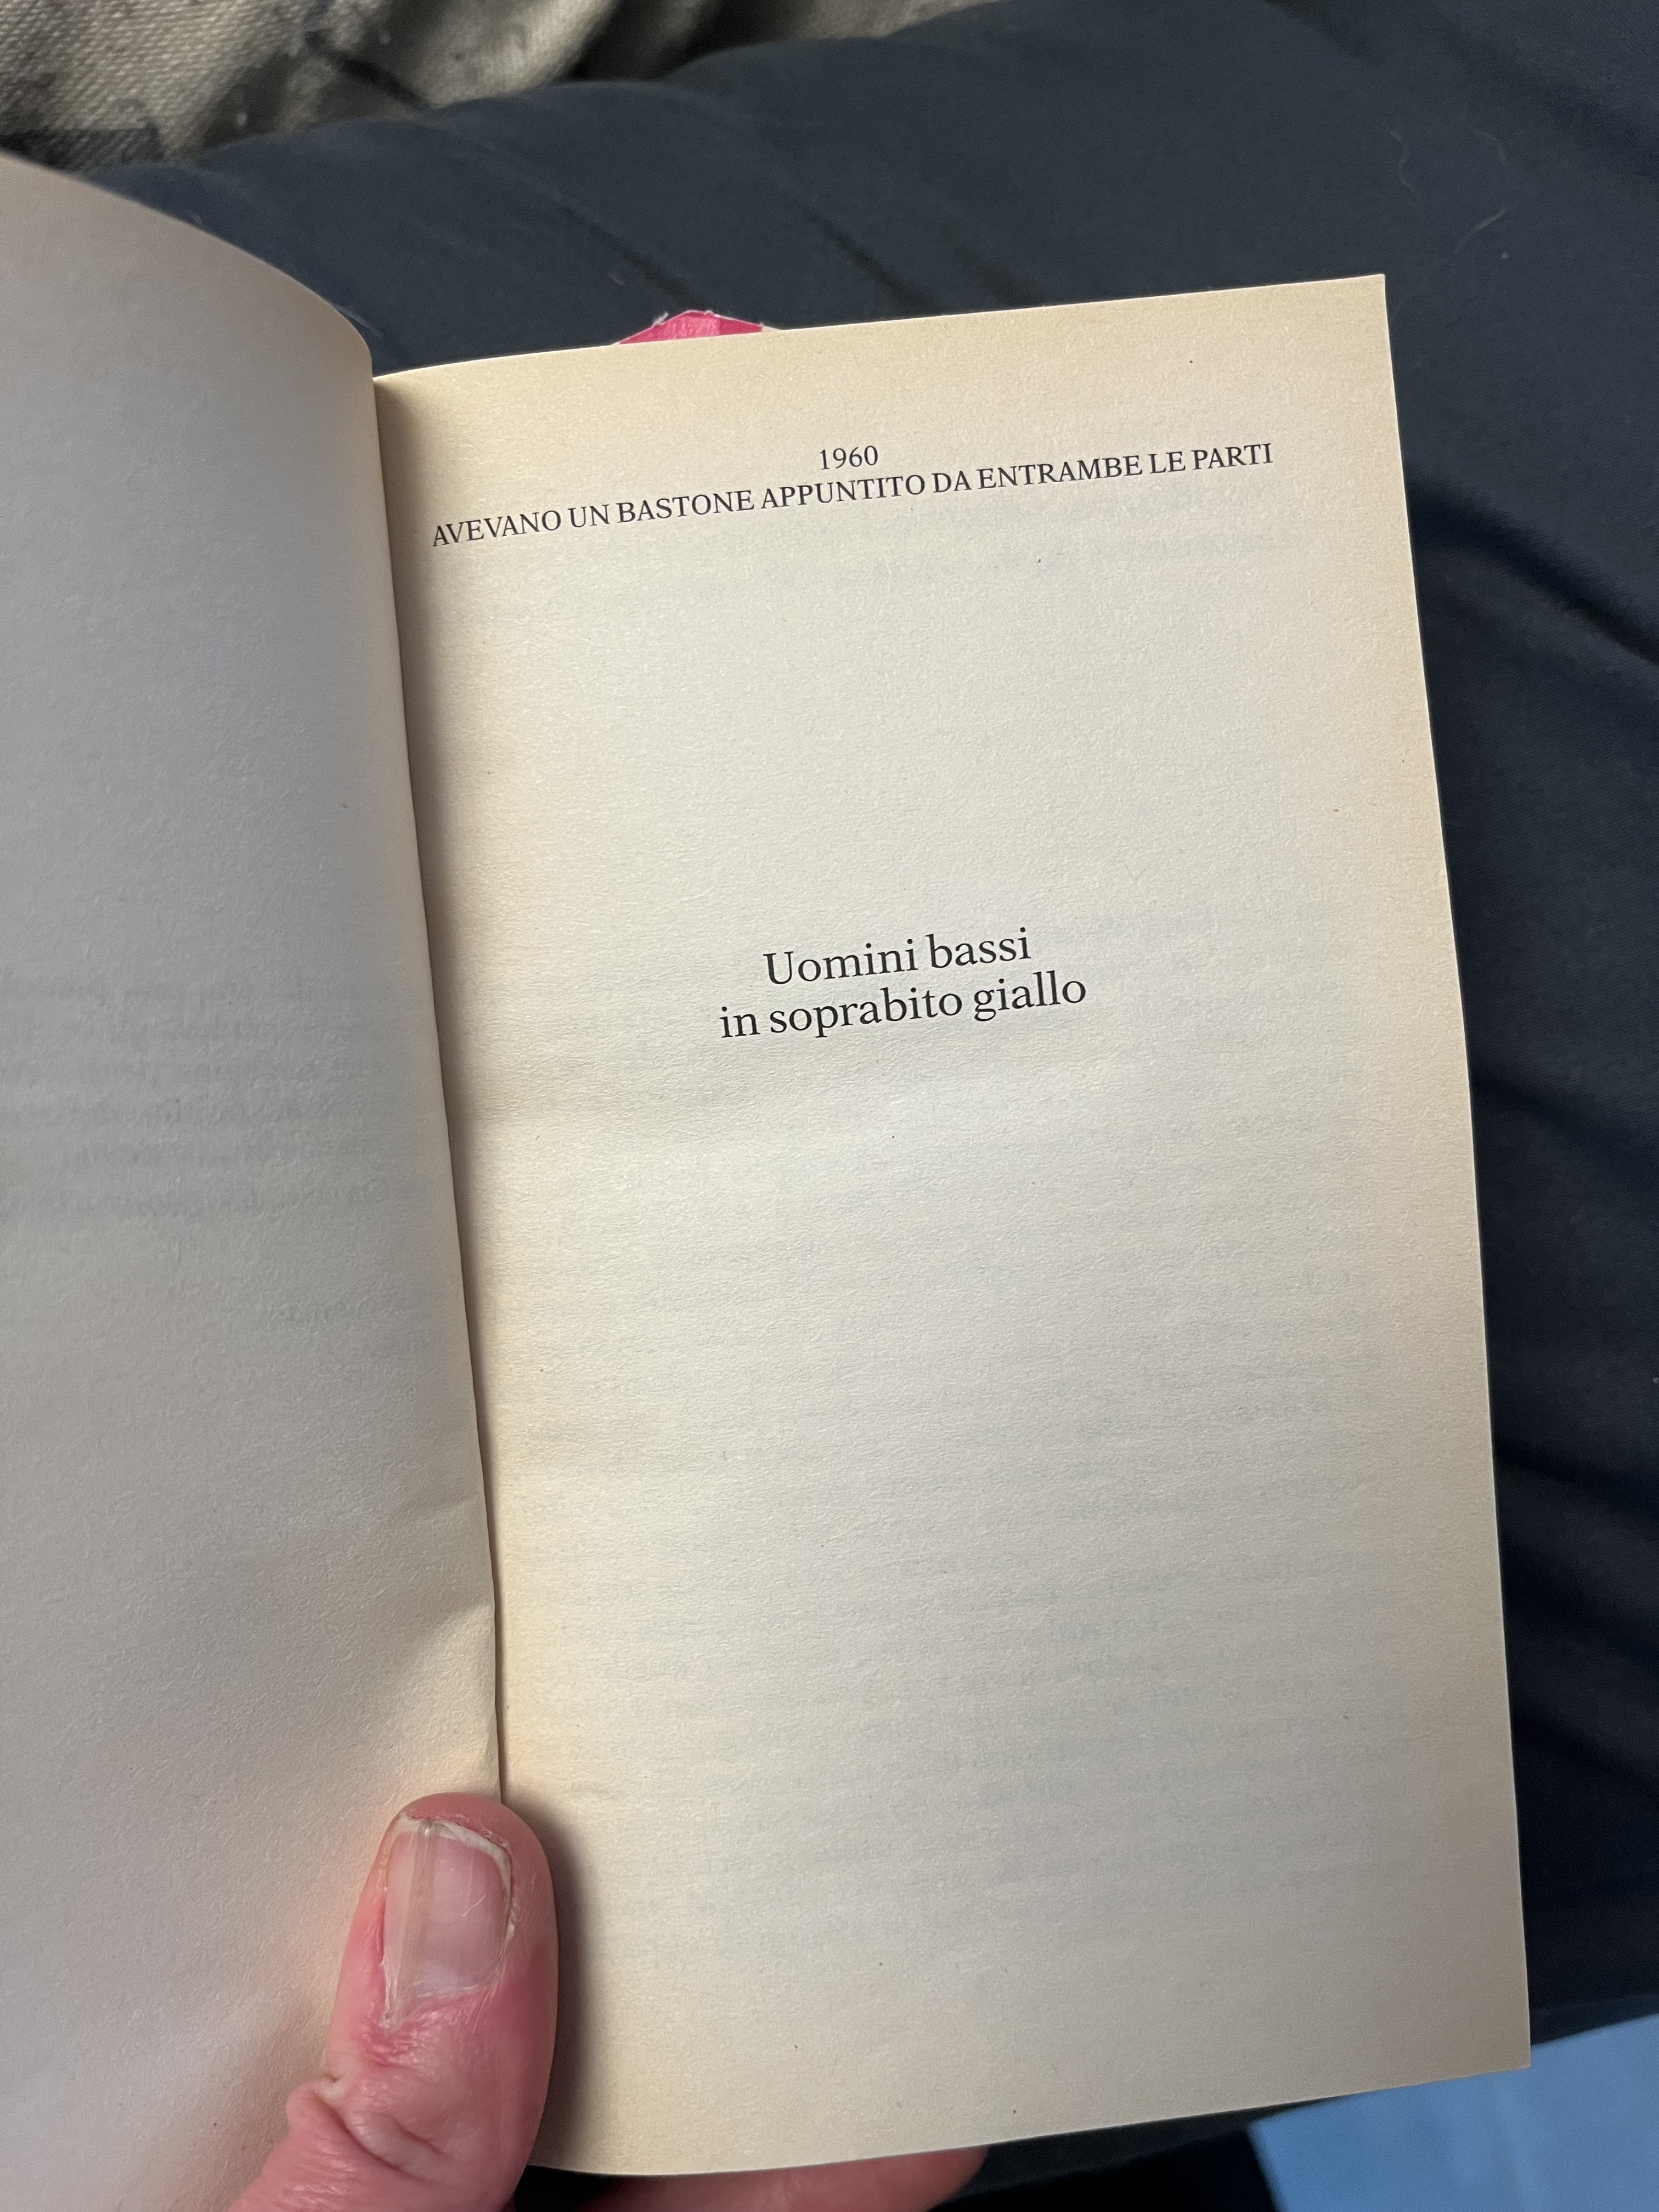 1960
AVEVANO UN BASTONE APPUNTITO DA ENTRAMBE LE PARTI
Uomini bassi
in soprabito giallo